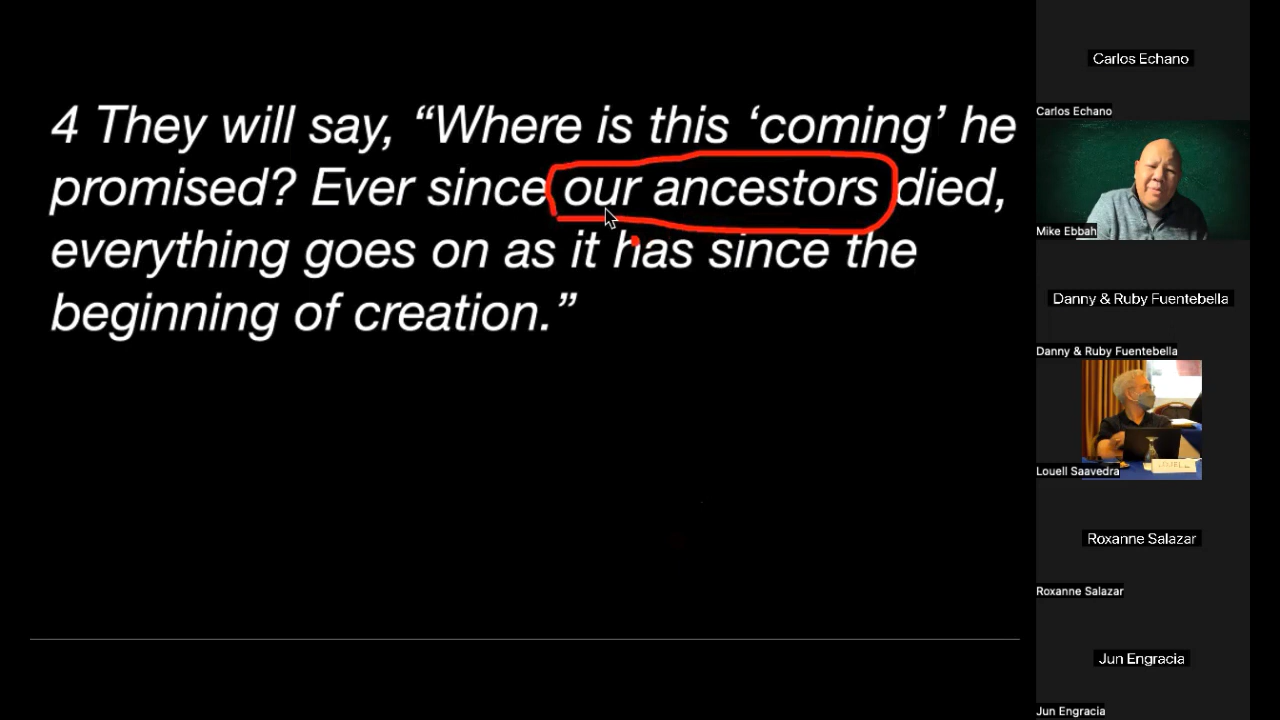 4 They will say, “Where is this ‘coming’ he
promised? Ever since our ancestors died,
everything goes on as it has since the
beginning of creation.”
Carlos Echano
Carlos Echano
Mike Ebbah
Danny & Ruby Fuentebella
Danny & Ruby Fuentebella
Louell Saavedra
Roxanne Salazar
Roxanne Salazar
Jun Engracia
Jun Engracia